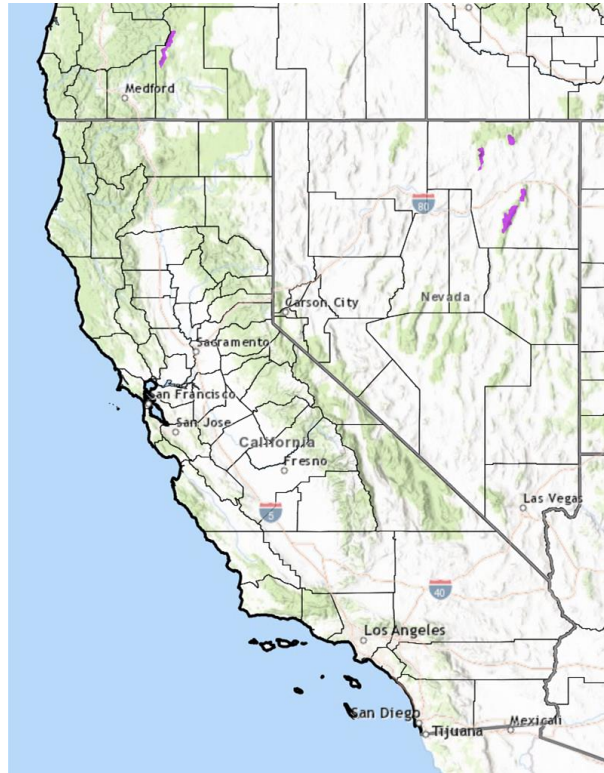 Medford
80
Carson City
Nevada
Sacramento
San Francisco
San Jose
California
Fresno
5
Las Vegas
40
Los Angeles
San Diego
Tijuana
Mexicali